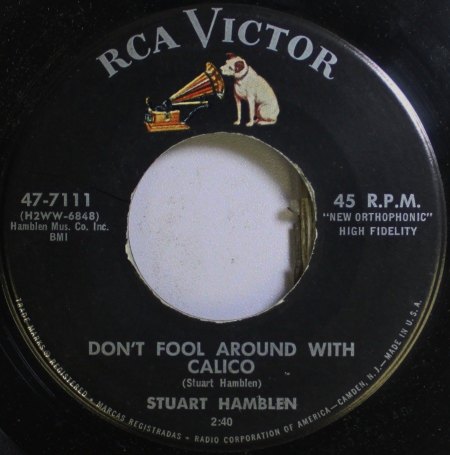 RCA VICTOR
47-7111
(H2WW-6848)
Hamblen Mus. Co. Inc.
BMI
45 R.P.M.
"NEW ORTHOPHONIC"
HIGH FIDELITY
DON'T FOOL AROUND WITH
CALICO
(Stuart Hamblen)
STUART HAMBLEN
2:40
TRADE MARKS ® REGISTERED • MARCAS REGISTRADAS • RADIO CORPORATION OF AMERICA—CAMDEN, N.J.—MADE IN U.S.A.